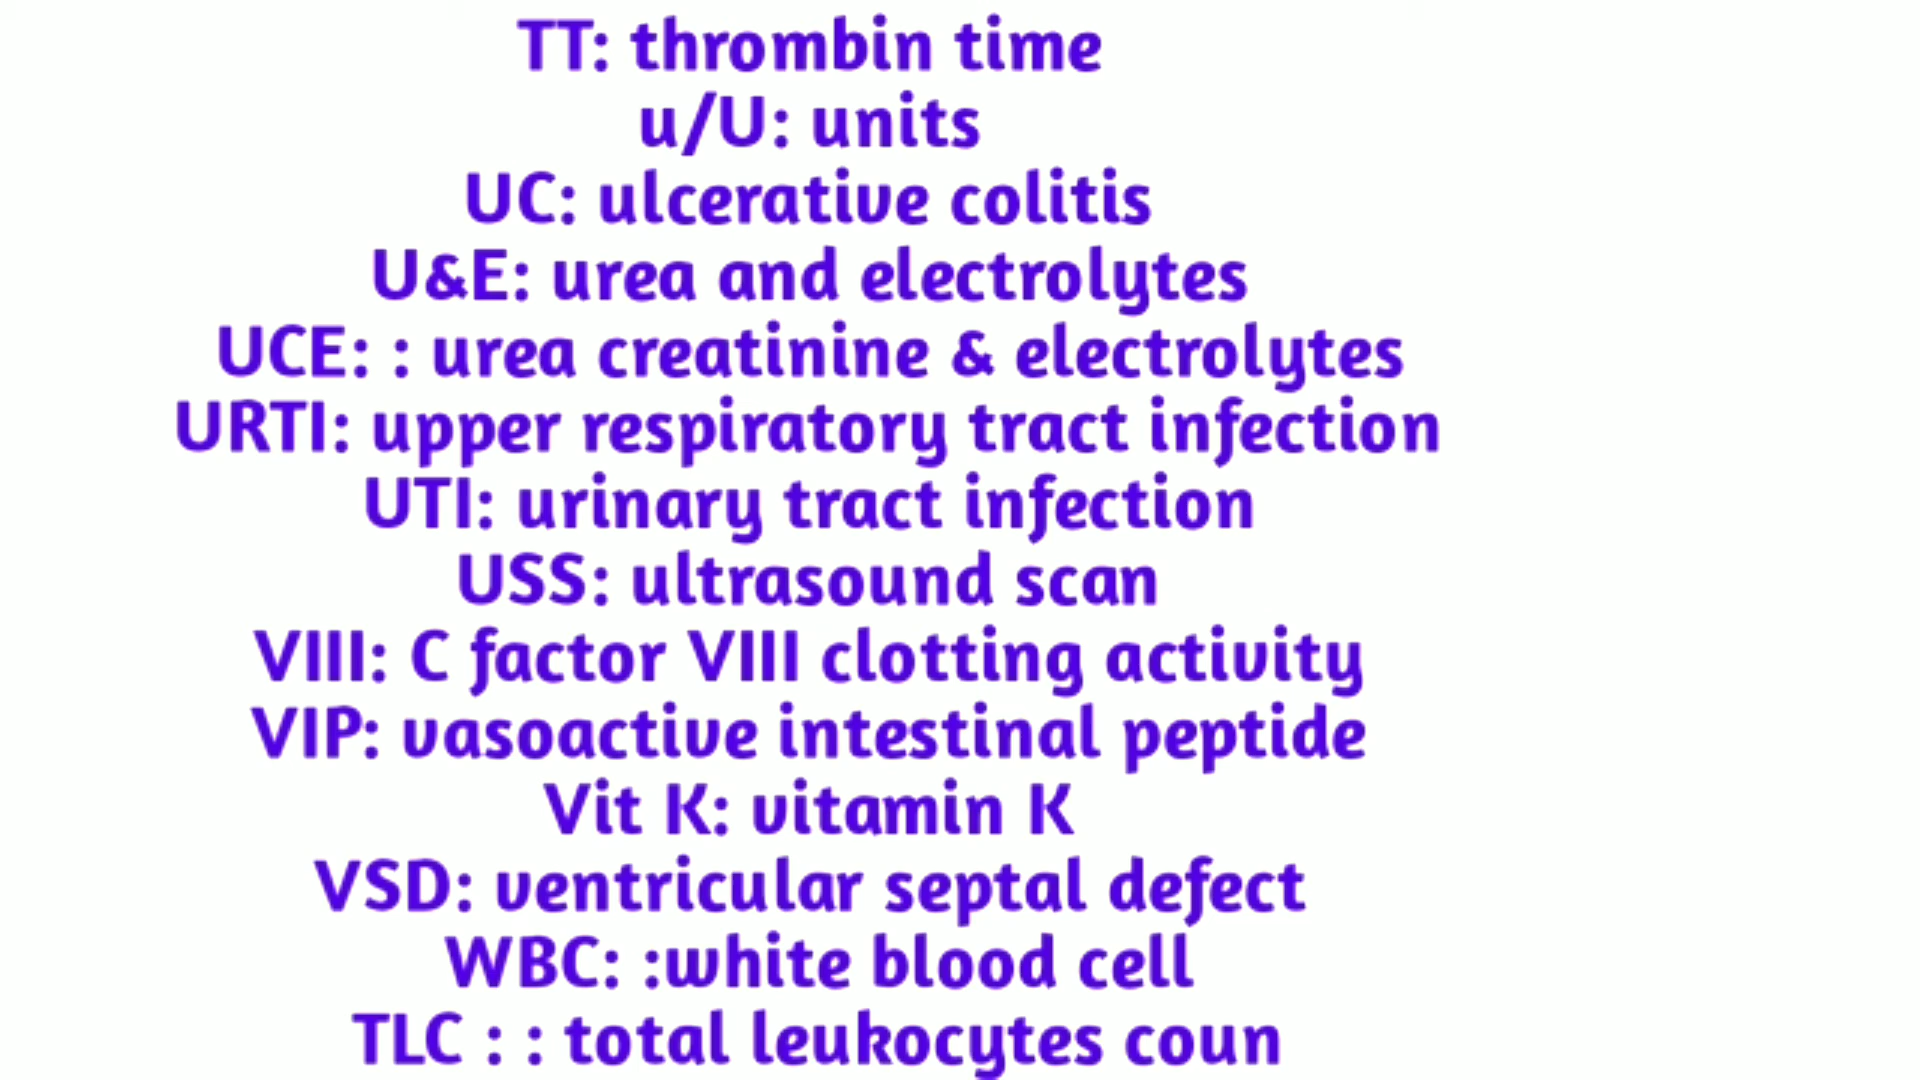 TT: thrombin time
u/U: units
UC: ulcerative colitis
U&E: urea and electrolytes
UCE: : urea creatinine & electrolytes
URTI: upper respiratory tract infection
UTI: urinary tract infection
USS: ultrasound scan
VIII: C factor VIII clotting activity
VIP: vasoactive intestinal peptide
Vit K: vitamin K
VSD: ventricular septal defect
WBC: :white blood cell
TLC : : total leukocytes coun